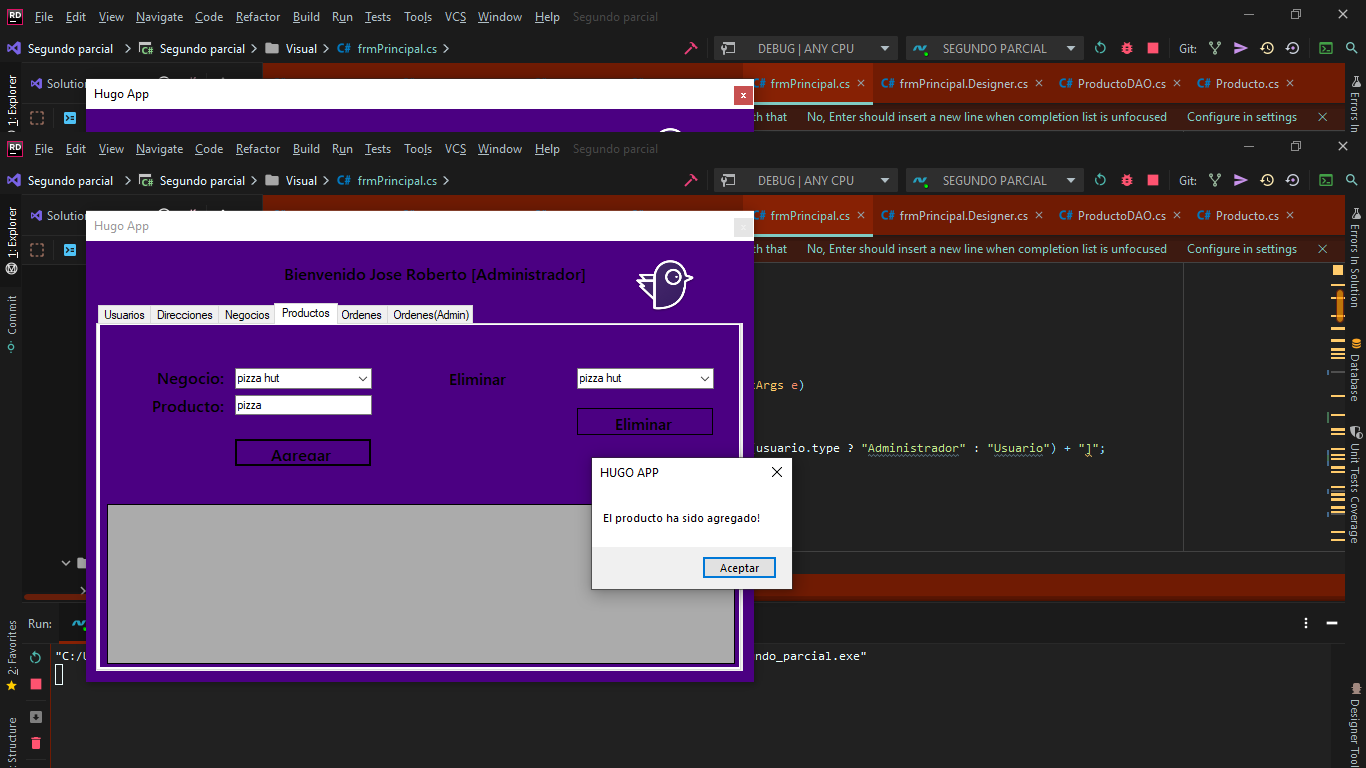 File Edit View Navigate Code Refactor Build Run Tests Tools VCS Window Help Segundo parcial
Segundo parcial Segundo parcial Visual frmPrincipal.cs DEBUG | ANY CPU SEGUNDO PARCIAL Git:
1: Explorer
Solution
frmPrincipal.cs frmPrincipal.Designer.cs ProductoDAO.cs Producto.cs
Hugo App
ch that No, Enter should insert a new line when completion list is unfocused Configure in settings
Errors In
File Edit View Navigate Code Refactor Build Run Tests Tools VCS Window Help Segundo parcial
Segundo parcial Segundo parcial Visual frmPrincipal.cs DEBUG | ANY CPU SEGUNDO PARCIAL Git:
1: Explorer
frmPrincipal.cs frmPrincipal.Designer.cs ProductoDAO.cs Producto.cs
Hugo App
ch that No, Enter should insert a new line when completion list is unfocused Configure in settings
Errors In Solution
Commit
Bienvenido Jose Roberto [Administrador]
Usuarios Direcciones Negocios Productos Ordenes Ordenes(Admin)
Database
Negocio: pizza hut Eliminar pizza hut
Args e)
Producto: pizza
Eliminar
Agregar
usuario.type ? "Administrador" : "Usuario") + "]";
Unit Tests Coverage
HUGO APP
El producto ha sido agregado!
Aceptar
Run:
2: Favorites
"C:/U
ndo_parcial.exe"
Structure
Designer Tool